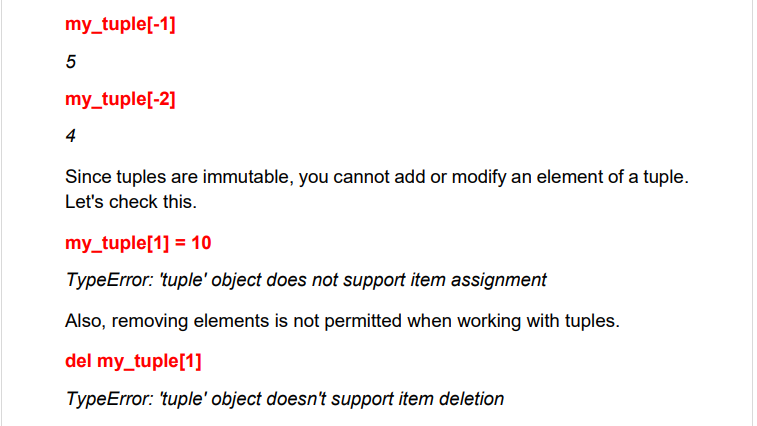 my_tuple[-1]
5
my_tuple[-2]
4
Since tuples are immutable, you cannot add or modify an element of a tuple.
Let's check this.
my_tuple[1] = 10
TypeError: 'tuple' object does not support item assignment
Also, removing elements is not permitted when working with tuples.
del my_tuple[1]
TypeError: 'tuple' object doesn't support item deletion